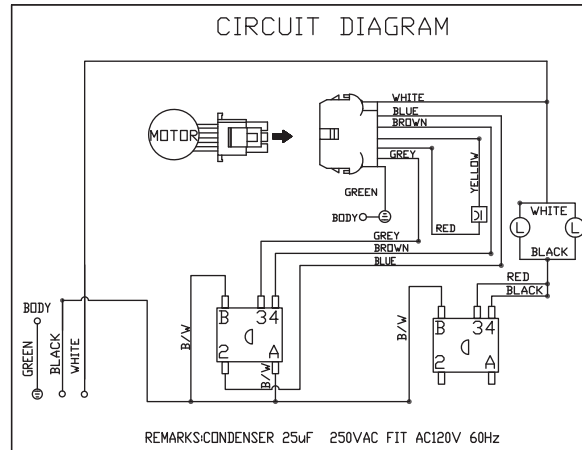 CIRCUIT DIAGRAM
WHITE
BLUE
BROWN
MOTOR
GREY
YELLOW
GREEN
BODY
RED
WHITE
L
L
BLACK
GREY
BROWN
BLUE
RED
BLACK
BODY
GREEN
BLACK
WHITE
B/W
B 34
2 A
B/W
B/W
B 34
2 A
REMARKS:CONDENSER 25uF 250VAC FIT AC120V 60Hz